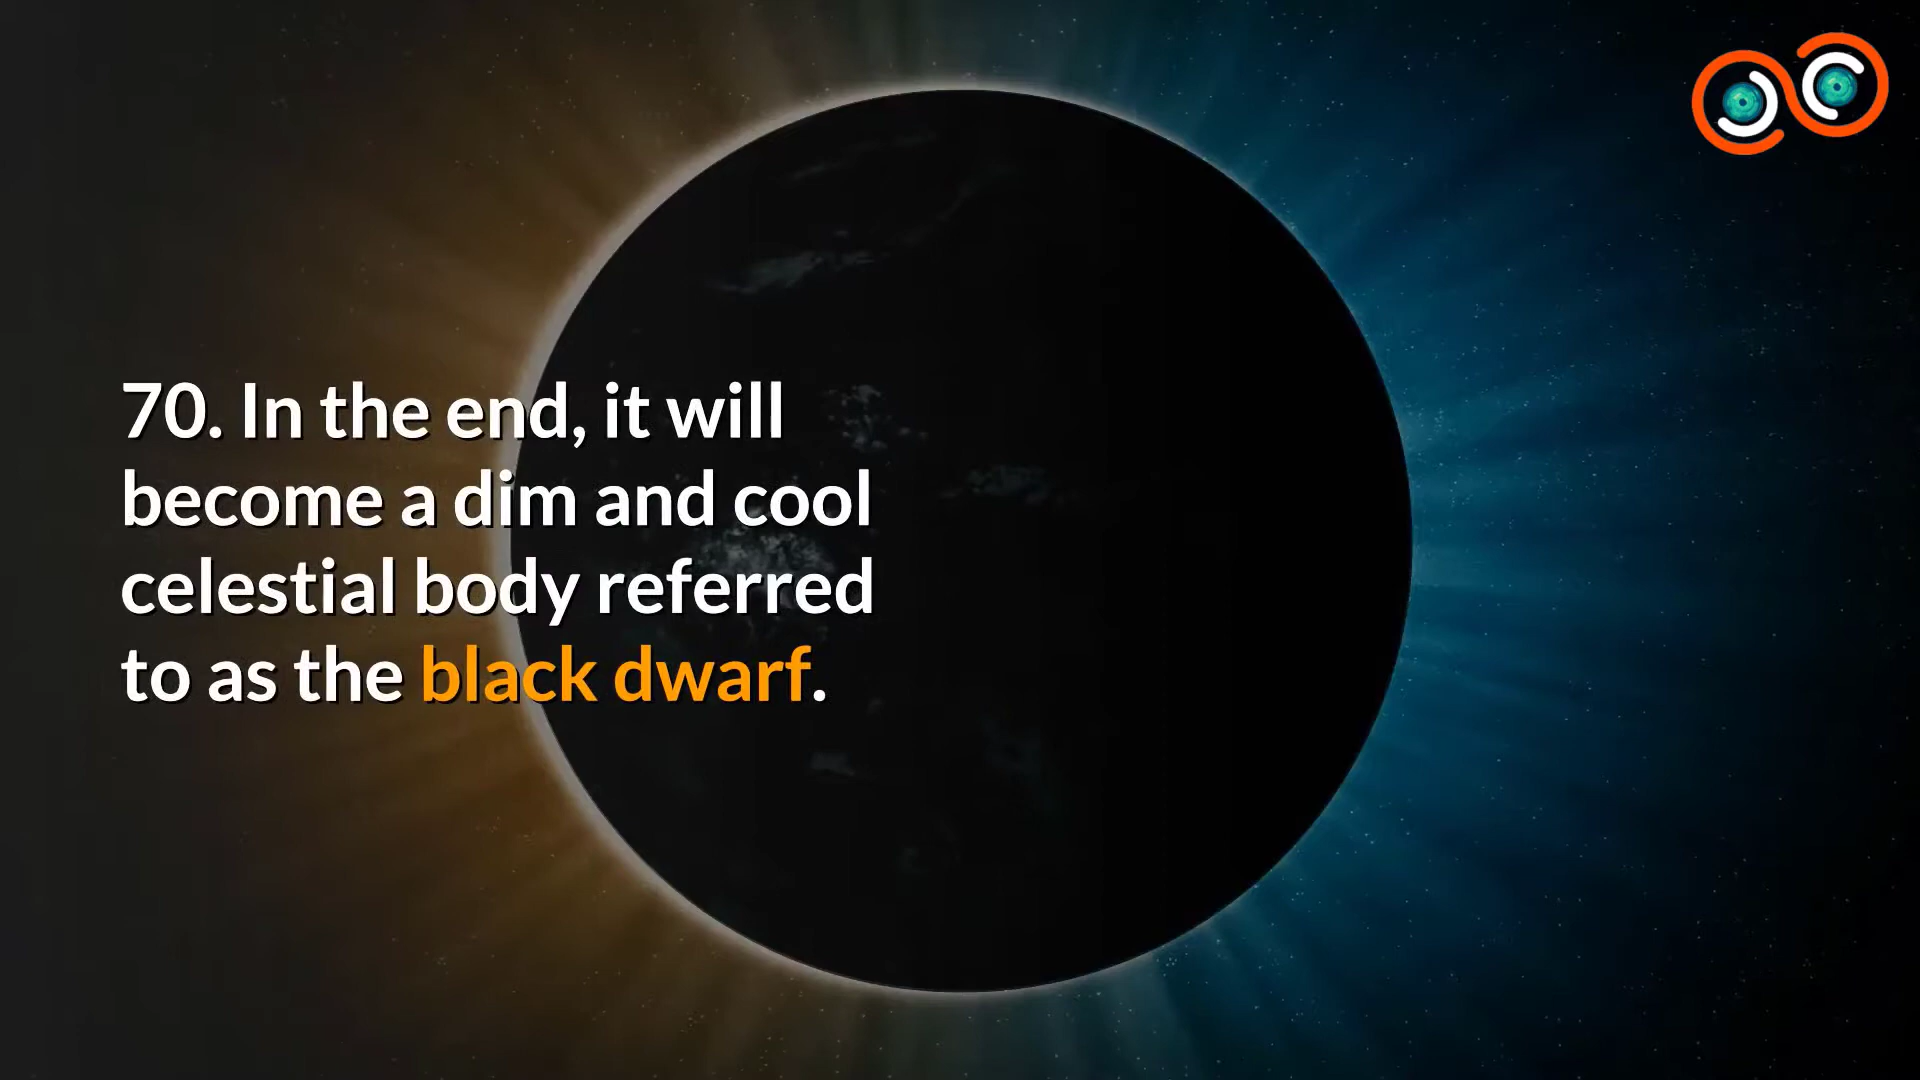 70. In the end, it will
become a dim and cool
celestial body referred
to as the black dwarf.